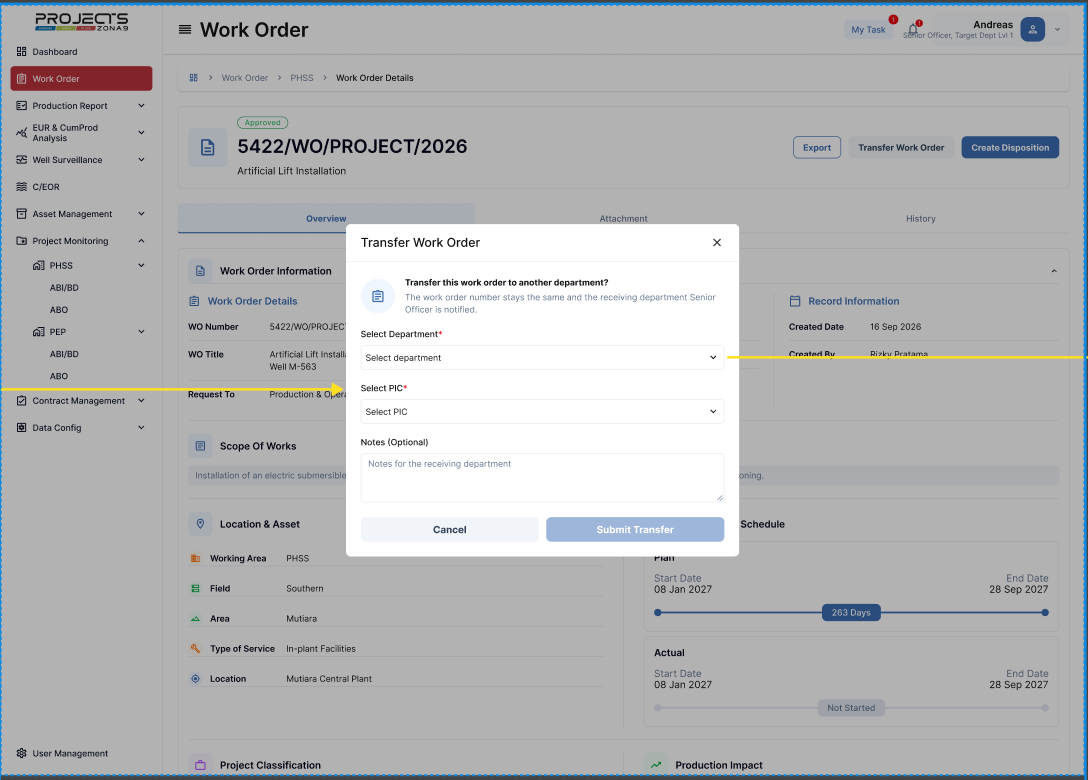 PROJECTS
ZONA9
Work Order
My Task
1
1
Andreas
Senior Officer, Target Dept Lvl 1
Dashboard
Work Order
Production Report
EUR & CumProd
Analysis
Well Surveillance
C/EOR
Asset Management
Project Monitoring
PHSS
ABI/BD
ABO
PEP
ABI/BD
ABO
Contract Management
Data Config
User Management
Work Order > PHSS > Work Order Details
Approved
5422/WO/PROJECT/2026
Artificial Lift Installation
Export
Transfer Work Order
Create Disposition
Overview
Attachment
History
Work Order Information
Work Order Details
WO Number
5422/WO/PROJEC
WO Title
Artificial Lift Installa
Well M-563
Request To
Production & Opera
Record Information
Created Date
16 Sep 2026
Created By
Rizky Pratama
Transfer Work Order
Transfer this work order to another department?
The work order number stays the same and the receiving department Senior
Officer is notified.
Select Department*
Select department
Select PIC*
Select PIC
Notes (Optional)
Notes for the receiving department
Cancel
Submit Transfer
Scope Of Works
Installation of an electric submersible
oning.
Location & Asset
Working Area
PHSS
Field
Southern
Area
Mutiara
Type of Service
In-plant Facilities
Location
Mutiara Central Plant
Schedule
Plan
Start Date
End Date
08 Jan 2027
28 Sep 2027
263 Days
Actual
Start Date
End Date
08 Jan 2027
28 Sep 2027
Not Started
Project Classification
Production Impact